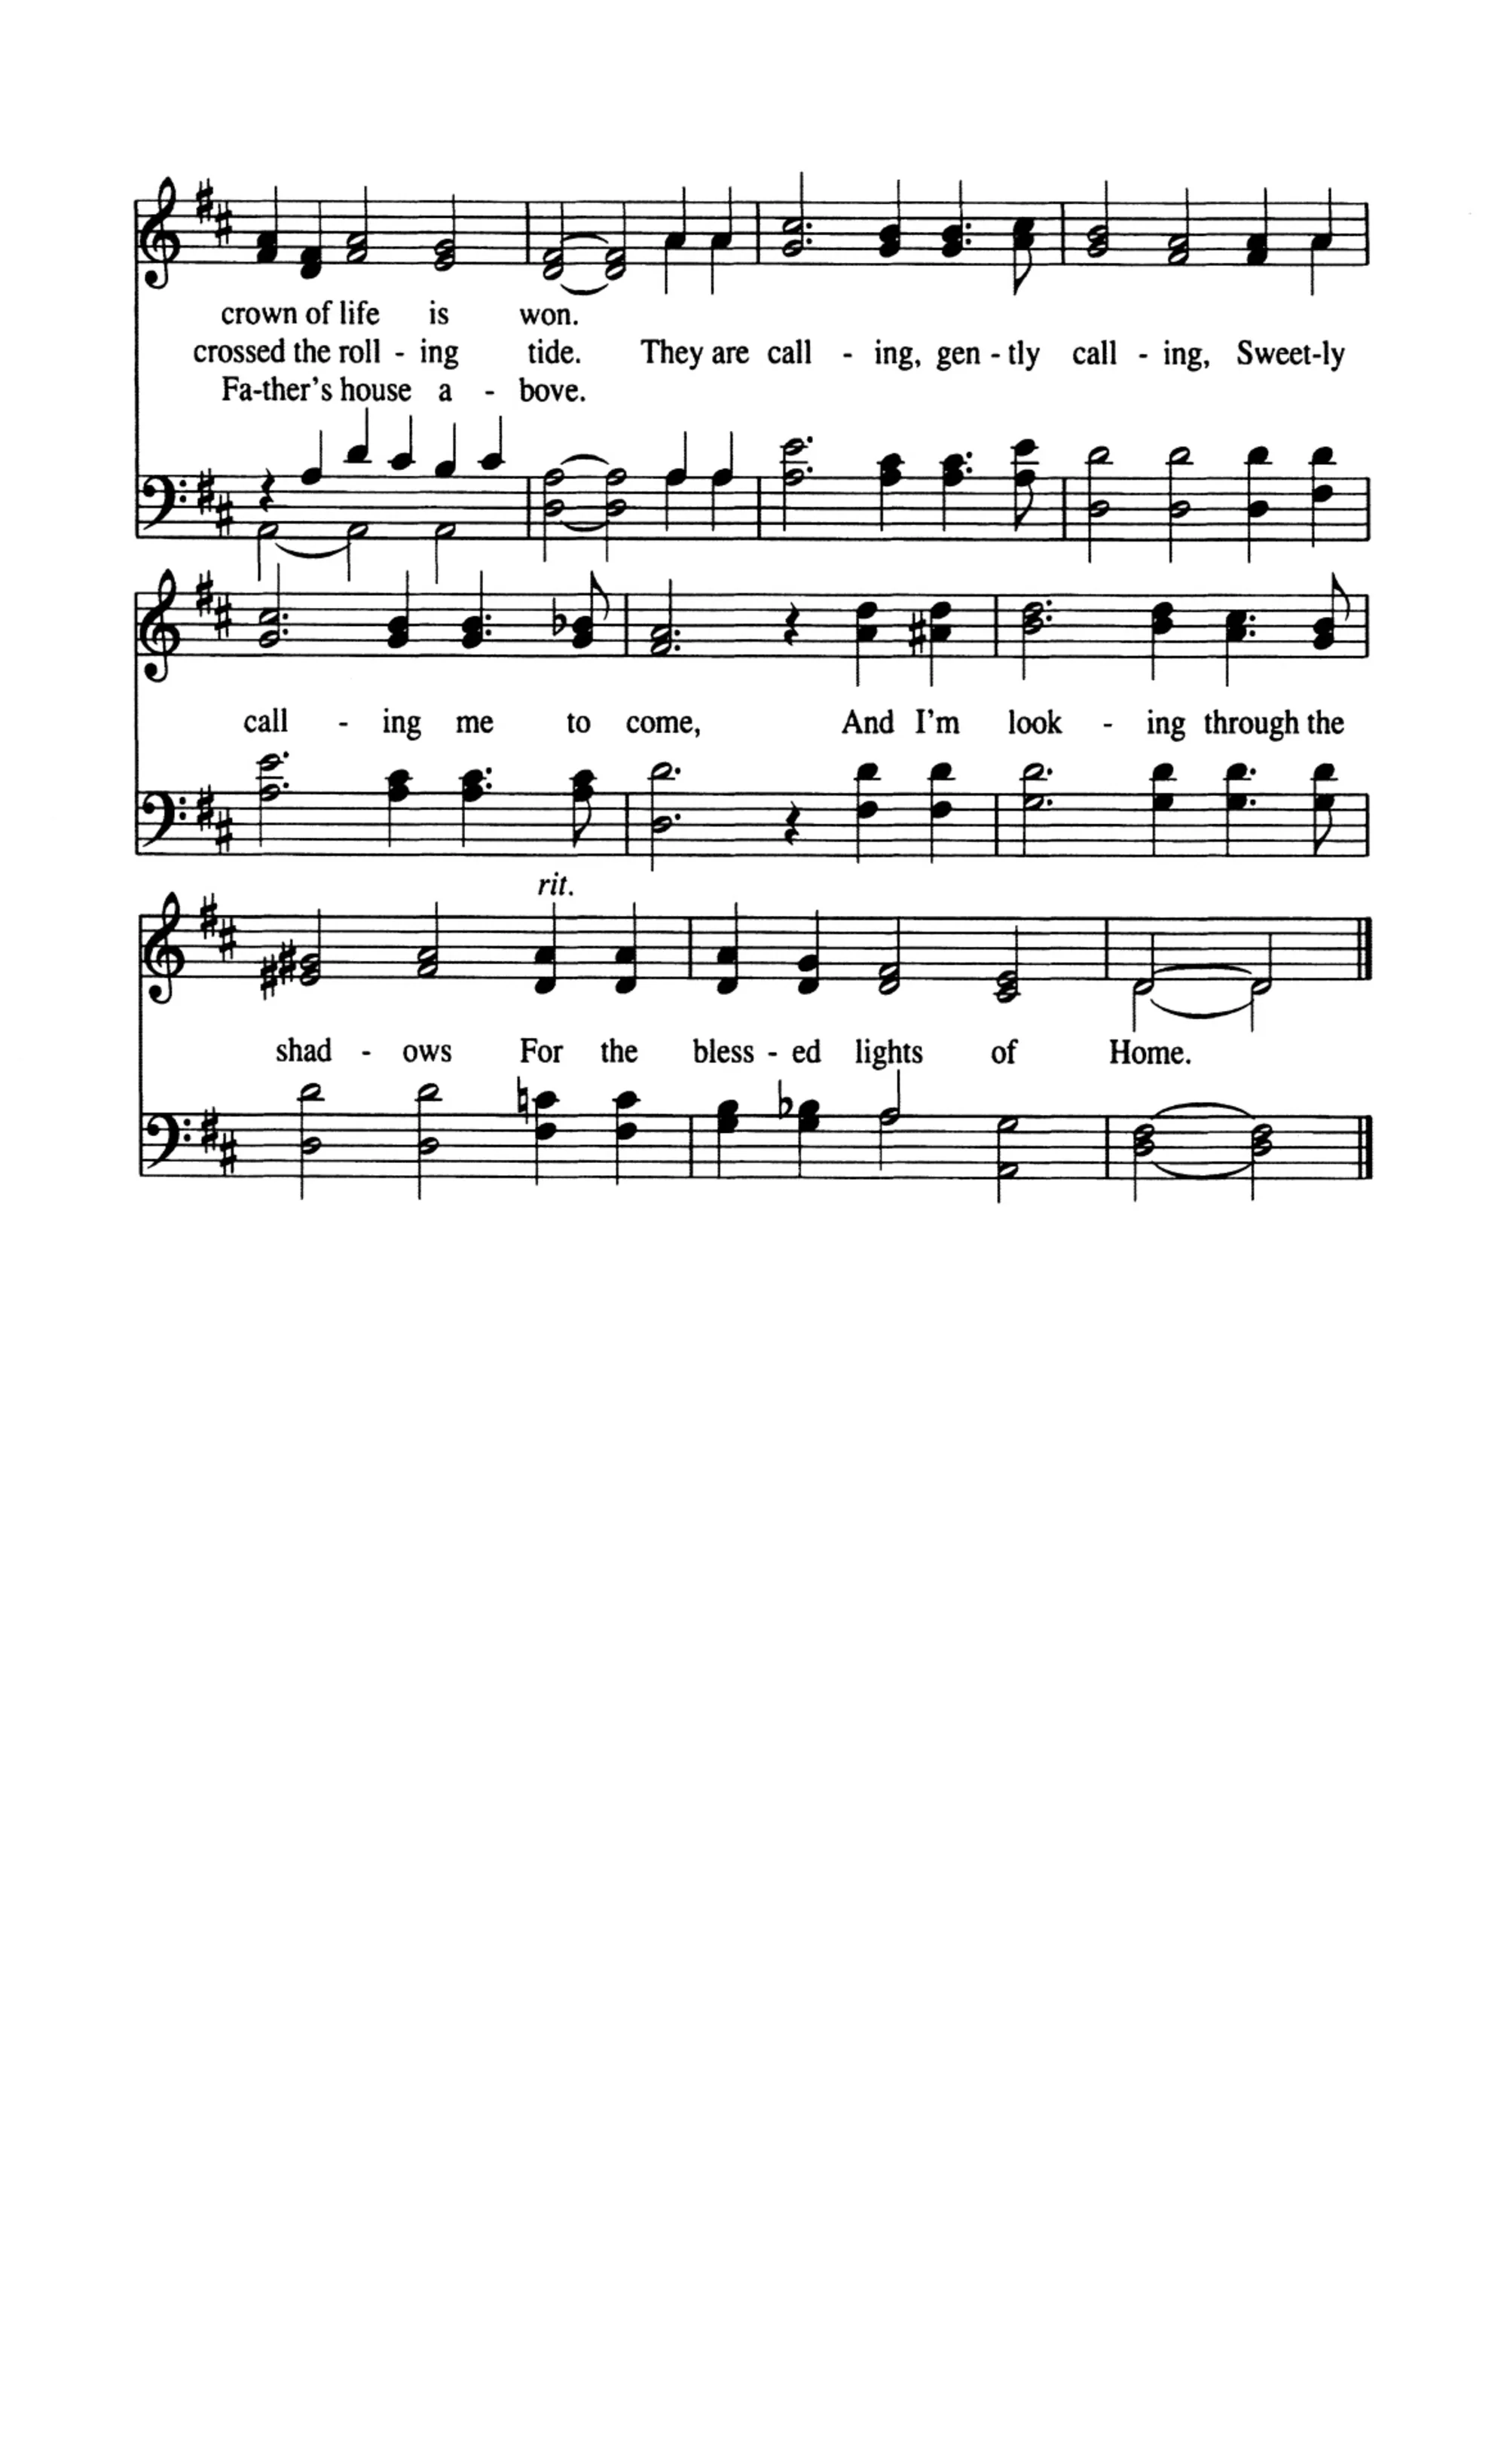 crown of life is won.
crossed the roll - ing tide. They are call - ing, gen - tly call - ing, Sweet-ly
Fa-ther's house a - bove.
call - ing me to come, And I'm look - ing through the
rit.
shad - ows For the bless - ed lights of Home.